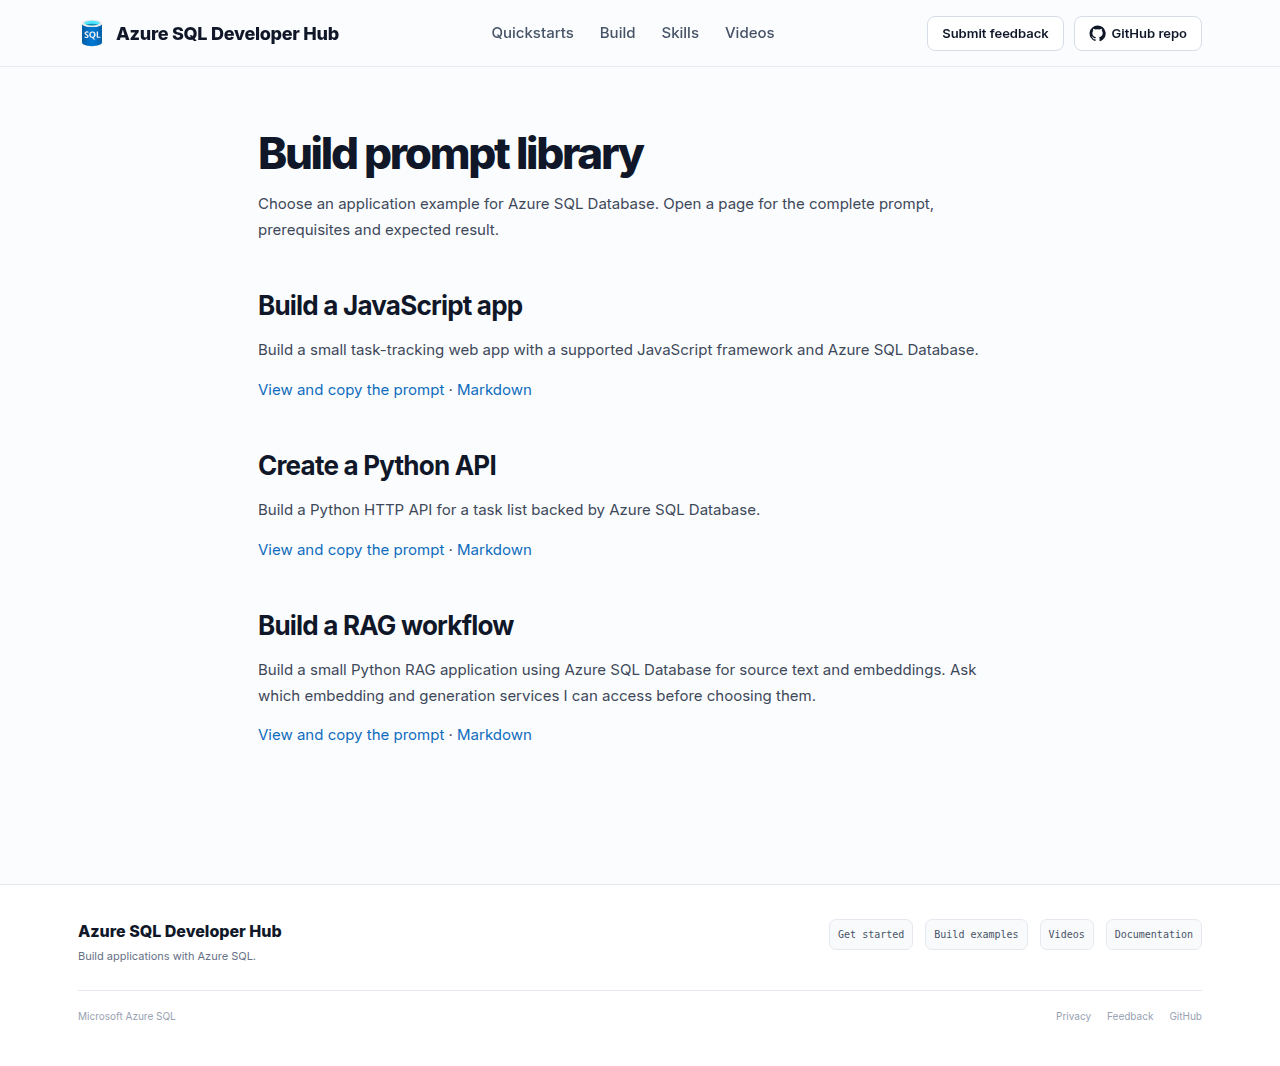 SQL
Azure SQL Developer Hub
Quickstarts
Build
Skills
Videos
Submit feedback
GitHub repo
Build prompt library
Choose an application example for Azure SQL Database. Open a page for the complete prompt,
prerequisites and expected result.
Build a JavaScript app
Build a small task-tracking web app with a supported JavaScript framework and Azure SQL Database.
View and copy the prompt · Markdown
Create a Python API
Build a Python HTTP API for a task list backed by Azure SQL Database.
View and copy the prompt · Markdown
Build a RAG workflow
Build a small Python RAG application using Azure SQL Database for source text and embeddings. Ask
which embedding and generation services I can access before choosing them.
View and copy the prompt · Markdown
Azure SQL Developer Hub
Build applications with Azure SQL.
Get started
Build examples
Videos
Documentation
Microsoft Azure SQL
Privacy
Feedback
GitHub